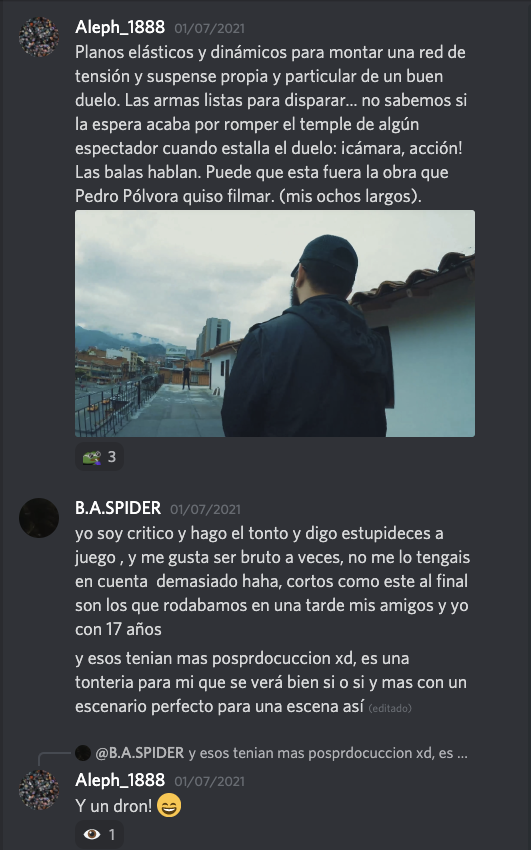 Aleph_1888 01/07/2021
Planos elásticos y dinámicos para montar una red de
tensión y suspense propia y particular de un buen
duelo. Las armas listas para disparar... no sabemos si
la espera acaba por romper el temple de algún
espectador cuando estalla el duelo: ¡cámara, acción!
Las balas hablan. Puede que esta fuera la obra que
Pedro Pólvora quiso filmar. (mis ochos largos).
3
B.A.SPIDER 01/07/2021
yo soy critico y hago el tonto y digo estupideces a
juego , y me gusta ser bruto a veces, no me lo tengais
en cuenta  demasiado haha, cortos como este al final
son los que rodabamos en una tarde mis amigos y yo
con 17 años
y esos tenian mas posprdocuccion xd, es una
tonteria para mi que se verá bien si o si y mas con un
escenario perfecto para una escena así (editado)
@B.A.SPIDER y esos tenian mas posprdocuccion xd, es ...
Aleph_1888 01/07/2021
Y un dron! 😄
👁 1